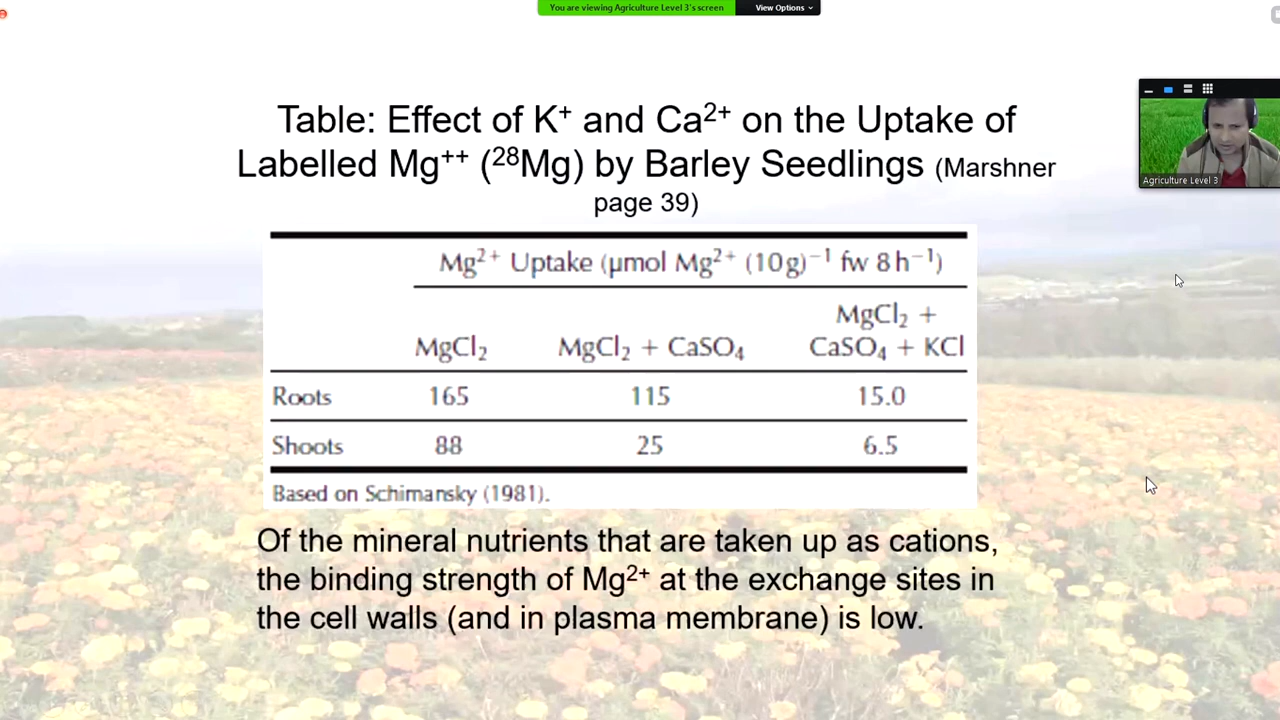 You are viewing Agriculture Level 3's screen
View Options
Table: Effect of K⁺ and Ca²⁺ on the Uptake of
Labelled Mg⁺⁺ (²⁸Mg) by Barley Seedlings (Marshner
page 39)
Agriculture Level 3
Mg²⁺ Uptake (µmol Mg²⁺ (10 g)⁻¹ fw 8 h⁻¹)
MgCl₂ +
MgCl₂ MgCl₂ + CaSO₄ CaSO₄ + KCl
Roots 165 115 15.0
Shoots 88 25 6.5
Based on Schimansky (1981).
Of the mineral nutrients that are taken up as cations,
the binding strength of Mg²⁺ at the exchange sites in
the cell walls (and in plasma membrane) is low.